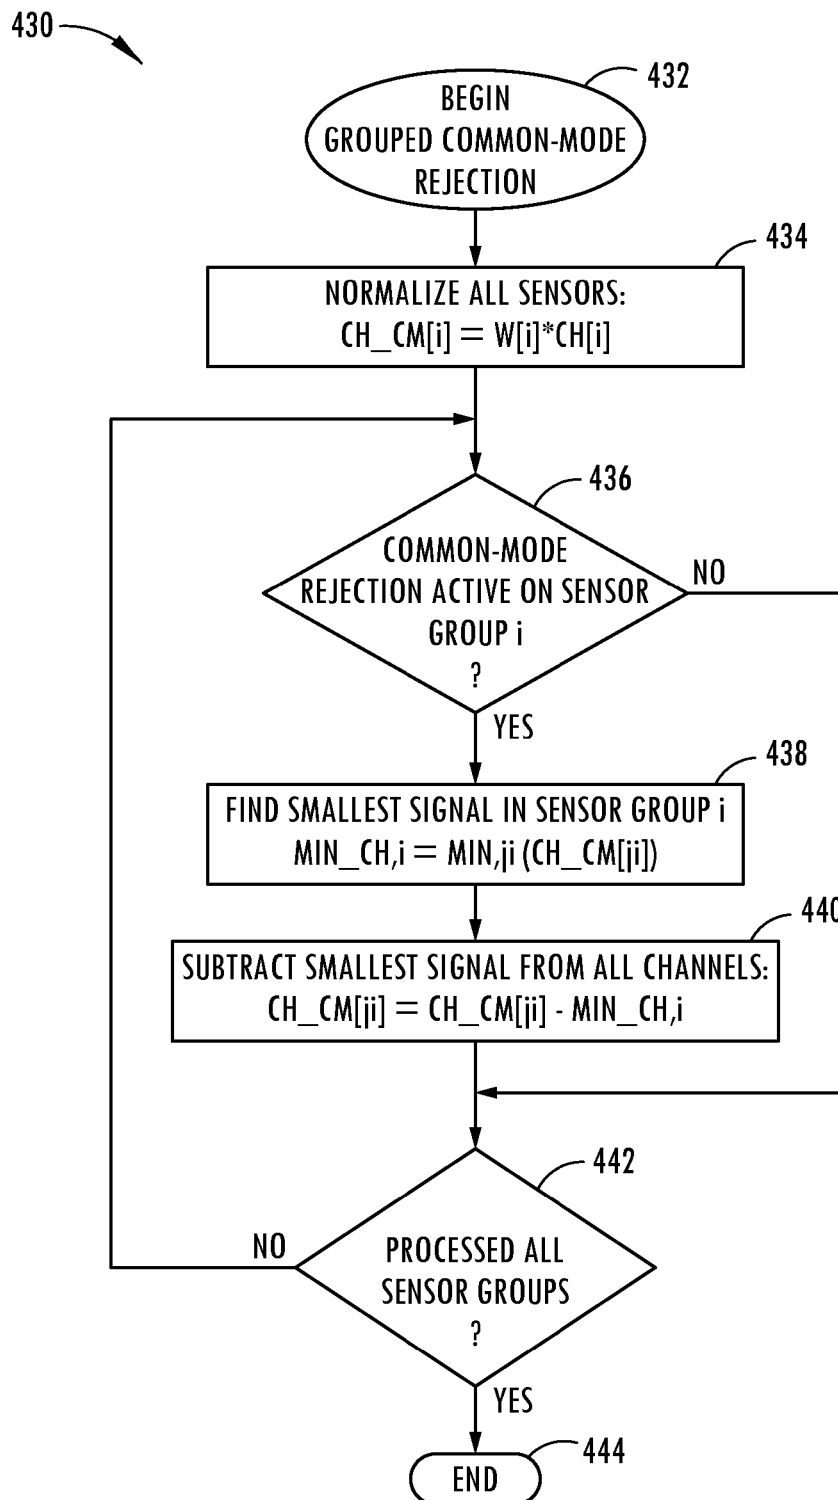 430
432
BEGIN
GROUPED COMMON-MODE
REJECTION
434
NORMALIZE ALL SENSORS:
CH_CM[i] = W[i]*CH[i]
436
COMMON-MODE
REJECTION ACTIVE ON SENSOR
GROUP i
?
NO
YES
438
FIND SMALLEST SIGNAL IN SENSOR GROUP i
MIN_CH,i = MIN,ji (CH_CM[ji])
440
SUBTRACT SMALLEST SIGNAL FROM ALL CHANNELS:
CH_CM[ji] = CH_CM[ji] - MIN_CH,i
442
NO
PROCESSED ALL
SENSOR GROUPS
?
YES
444
END